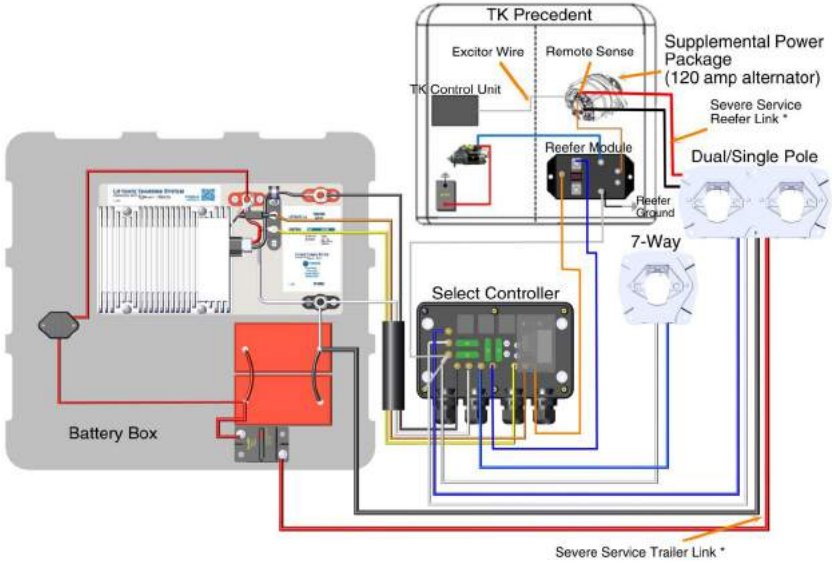 TK Precedent
Excitor Wire
Remote Sense
Supplemental Power
Package
(120 amp alternator)
TK Control Unit
Severe Service
Reefer Link *
Reefer Module
Dual/Single Pole
Reefer
Ground
7-Way
Select Controller
Battery Box
Severe Service Trailer Link *